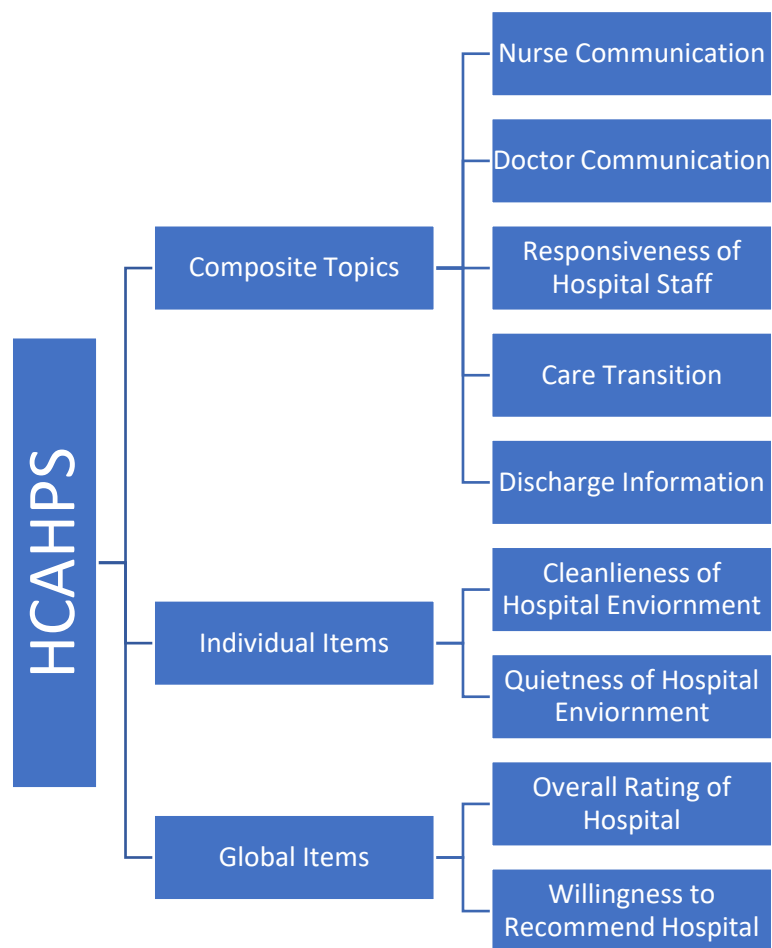 HCAHPS
Composite Topics
Nurse Communication
Doctor Communication
Responsiveness of
Hospital Staff
Care Transition
Discharge Information
Individual Items
Cleanlieness of
Hospital Enviornment
Quietness of Hospital
Enviornment
Global Items
Overall Rating of
Hospital
Willingness to
Recommend Hospital